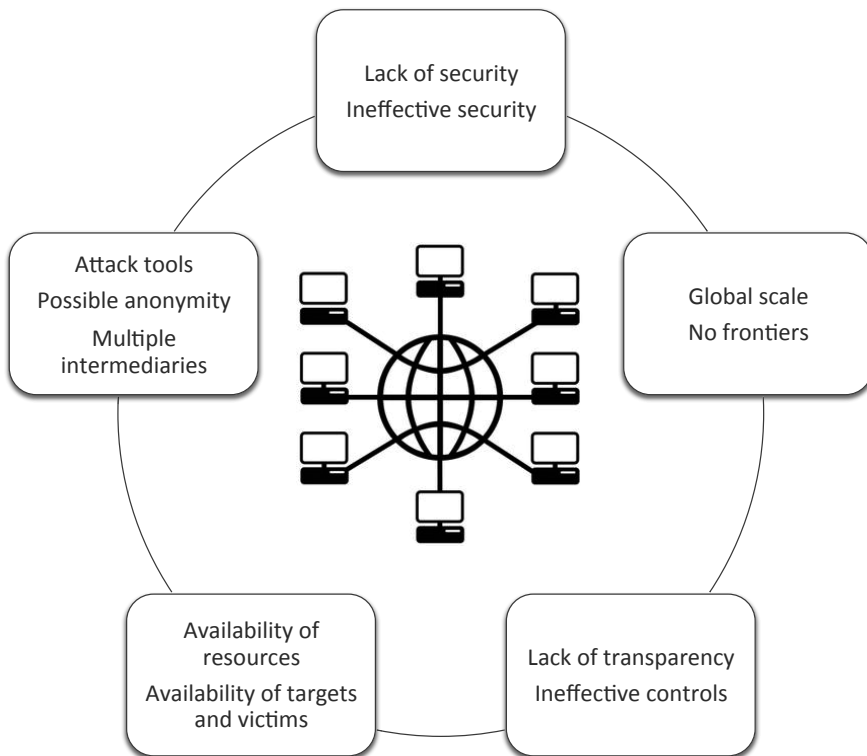 Lack of security
Ineffective security
Attack tools
Possible anonymity
Multiple
intermediaries
Global scale
No frontiers
Availability of
resources
Availability of targets
and victims
Lack of transparency
Ineffective controls